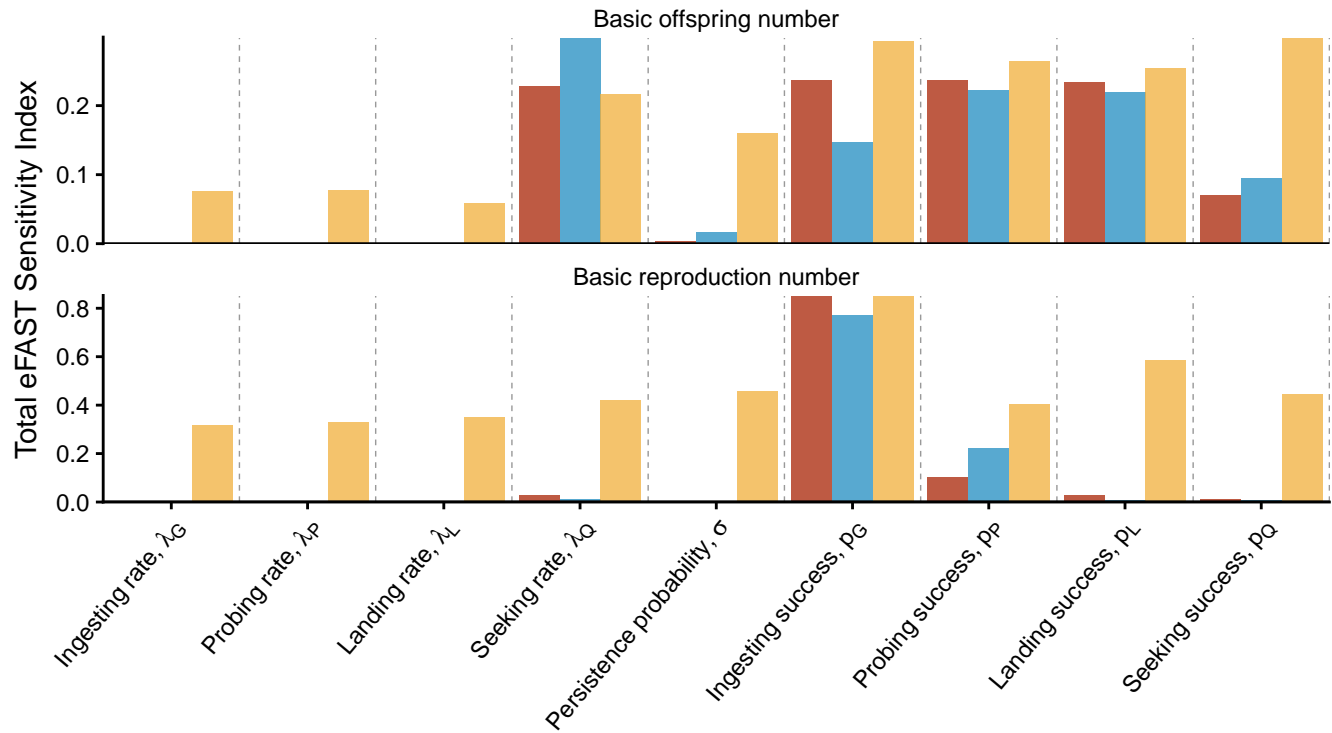 Basic offspring number
0.2
0.1
0.0
Total eFAST Sensitivity Index
Basic reproduction number
0.8
0.6
0.4
0.2
0.0
Ingesting rate, λG
Probing rate, λP
Landing rate, λL
Seeking rate, λQ
Persistence probability, σ
Ingesting success, pG
Probing success, pP
Landing success, pL
Seeking success, pQ